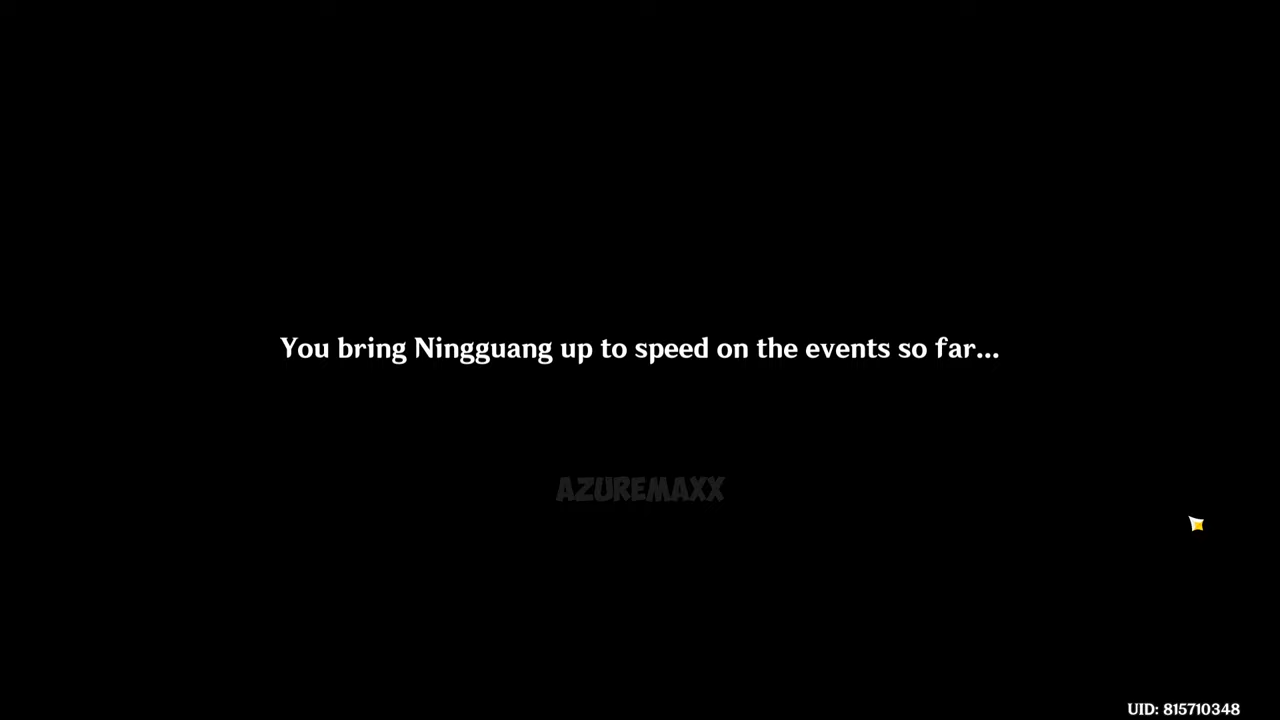 You bring Ningguang up to speed on the events so far...
AZUREMAXX
UID: 815710348